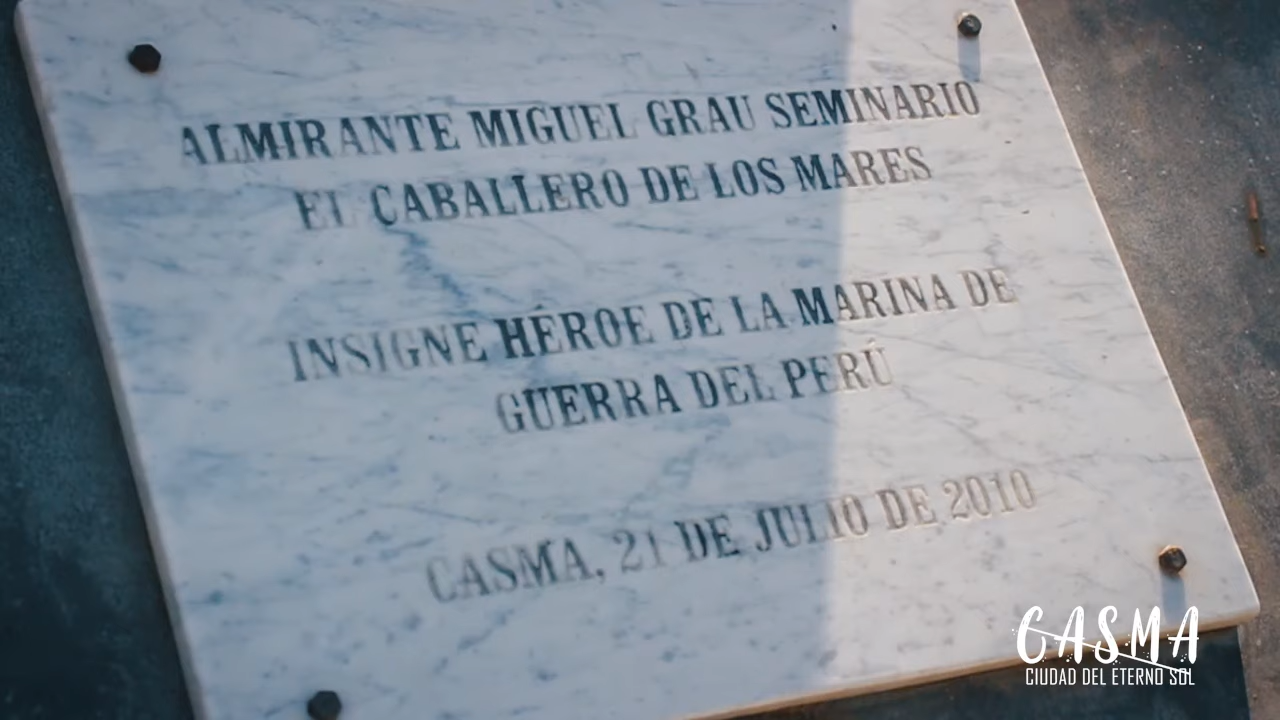 ALMIRANTE MIGUEL GRAU SEMINARIO
EL CABALLERO DE LOS MARES
INSIGNE HÉROE DE LA MARINA DE
GUERRA DEL PERÚ
CASMA, 21 DE JULIO DE 2010
CASMA
CIUDAD DEL ETERNO SOL